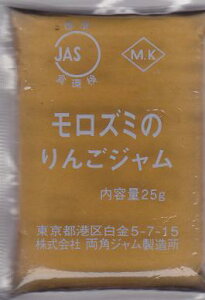 JAS
M.K
モロズミの
りんごジャム
内容量25g
東京都港区白金5-7-15
株式会社 両角ジャム製造所